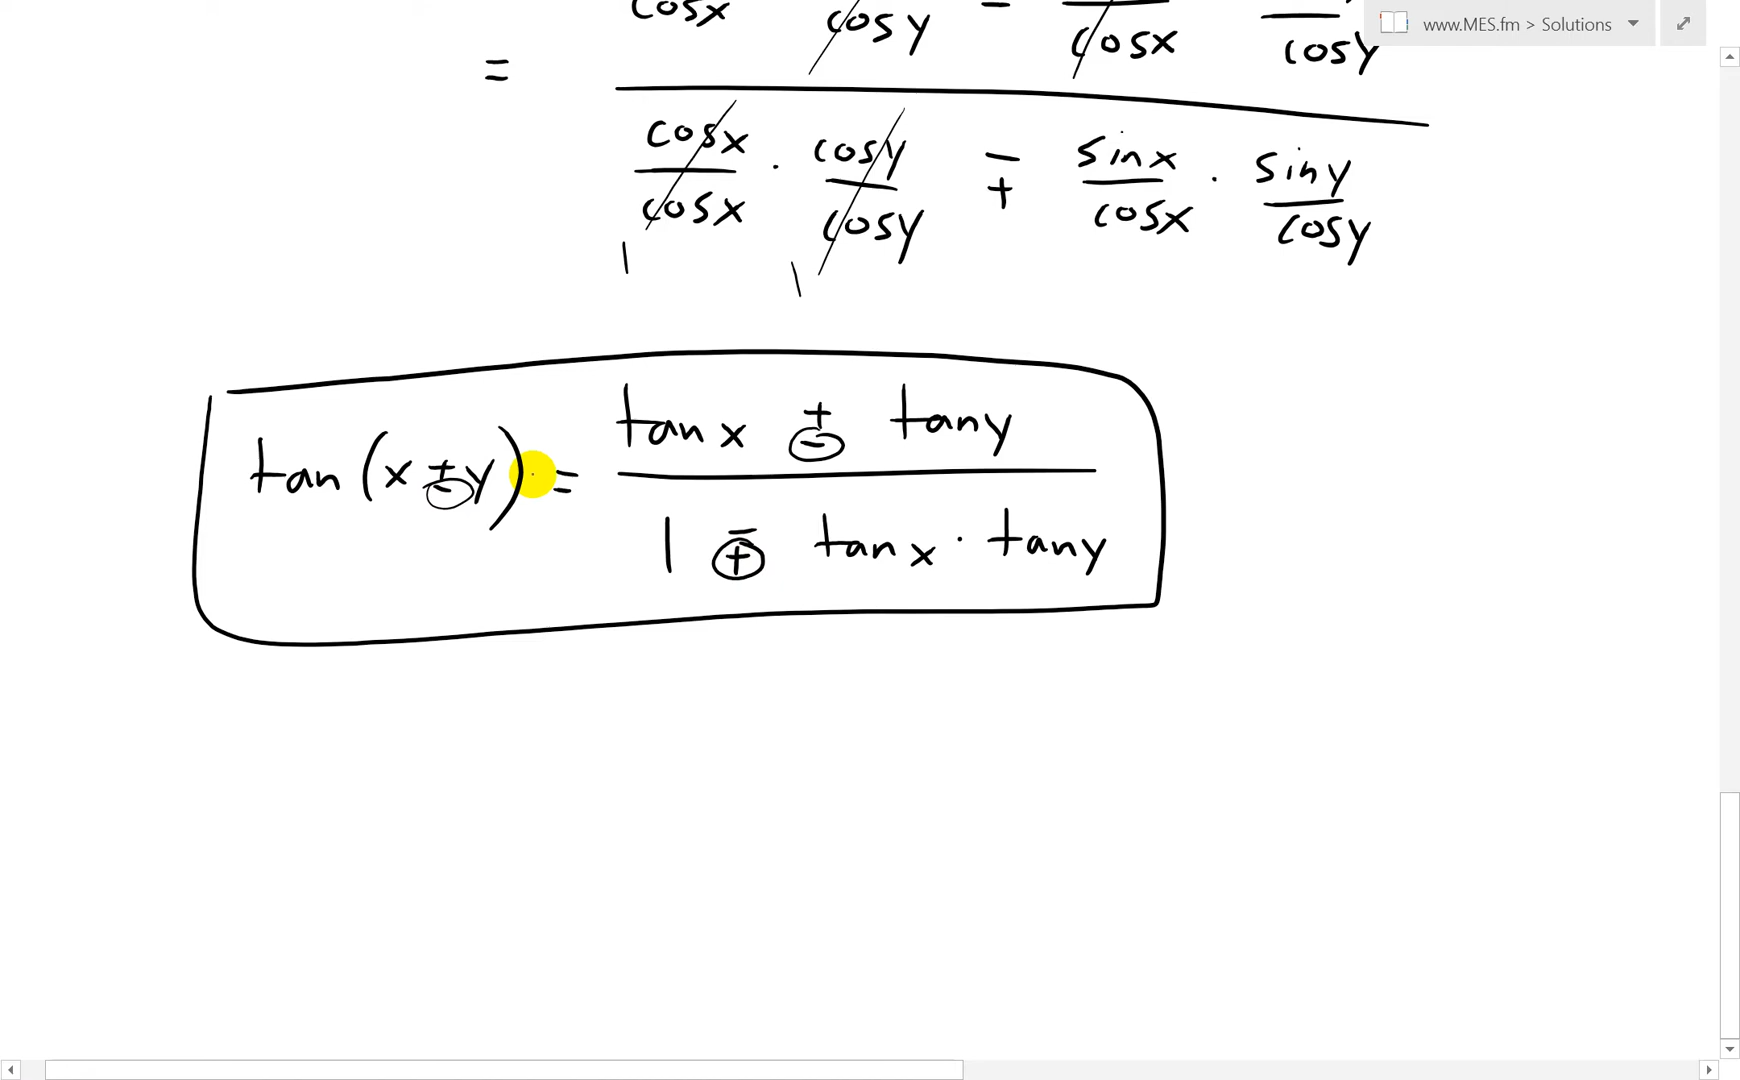 cosx cosy cosx cosy
www.MES.fm > Solutions
=
cosx/cosx · cosy/cosy ∓ sinx/cosx · siny/cosy
1 1
tan(x ± y) = (tanx ± tany)/(1 ∓ tanx · tany)